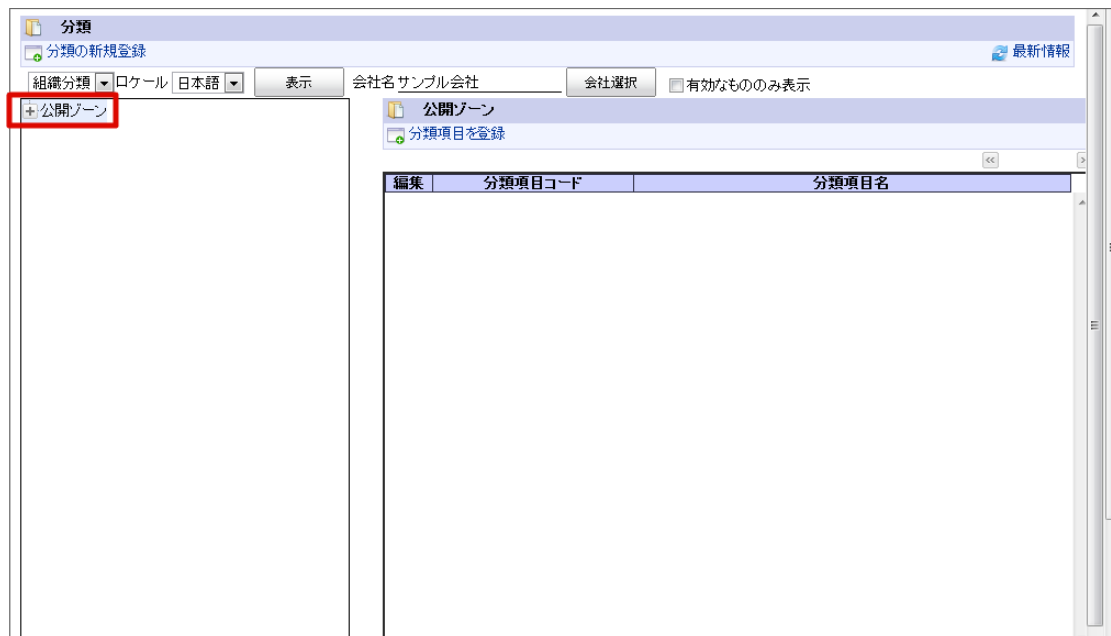 分類
分類の新規登録 最新情報
組織分類 ロケール 日本語 表示 会社名 サンプル会社 会社選択 有効なもののみ表示
公開ゾーン
公開ゾーン
分類項目を登録
編集 分類項目コード 分類項目名